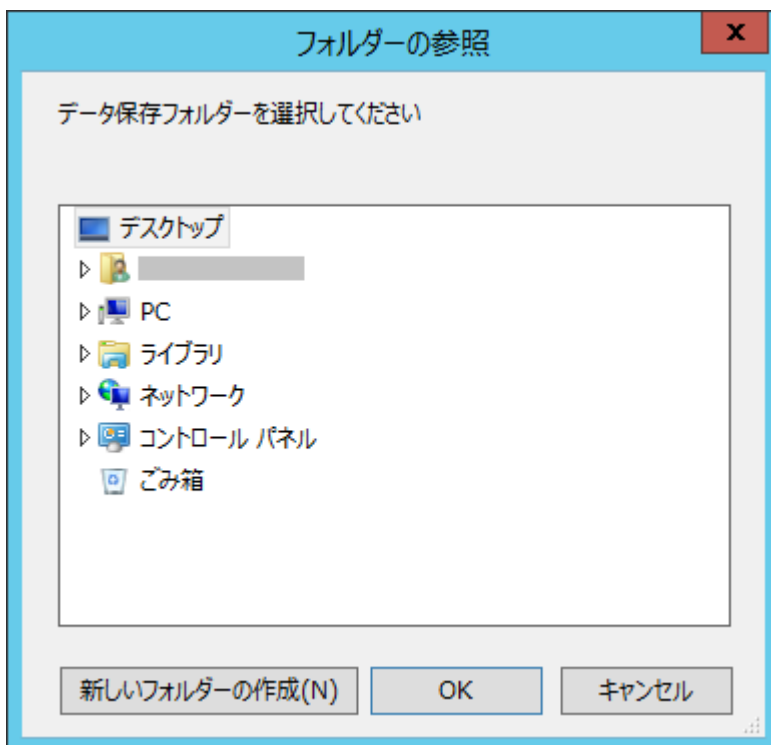 フォルダーの参照
データ保存フォルダーを選択してください
デスクトップ
PC
ライブラリ
ネットワーク
コントロール パネル
ごみ箱
新しいフォルダーの作成(N)
OK
キャンセル